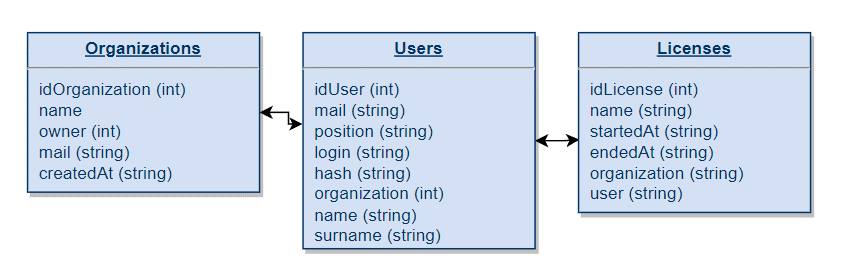 Organizations
idOrganization (int)
name
owner (int)
mail (string)
createdAt (string)
Users
idUser (int)
mail (string)
position (string)
login (string)
hash (string)
organization (int)
name (string)
surname (string)
Licenses
idLicense (int)
name (string)
startedAt (string)
endedAt (string)
organization (string)
user (string)